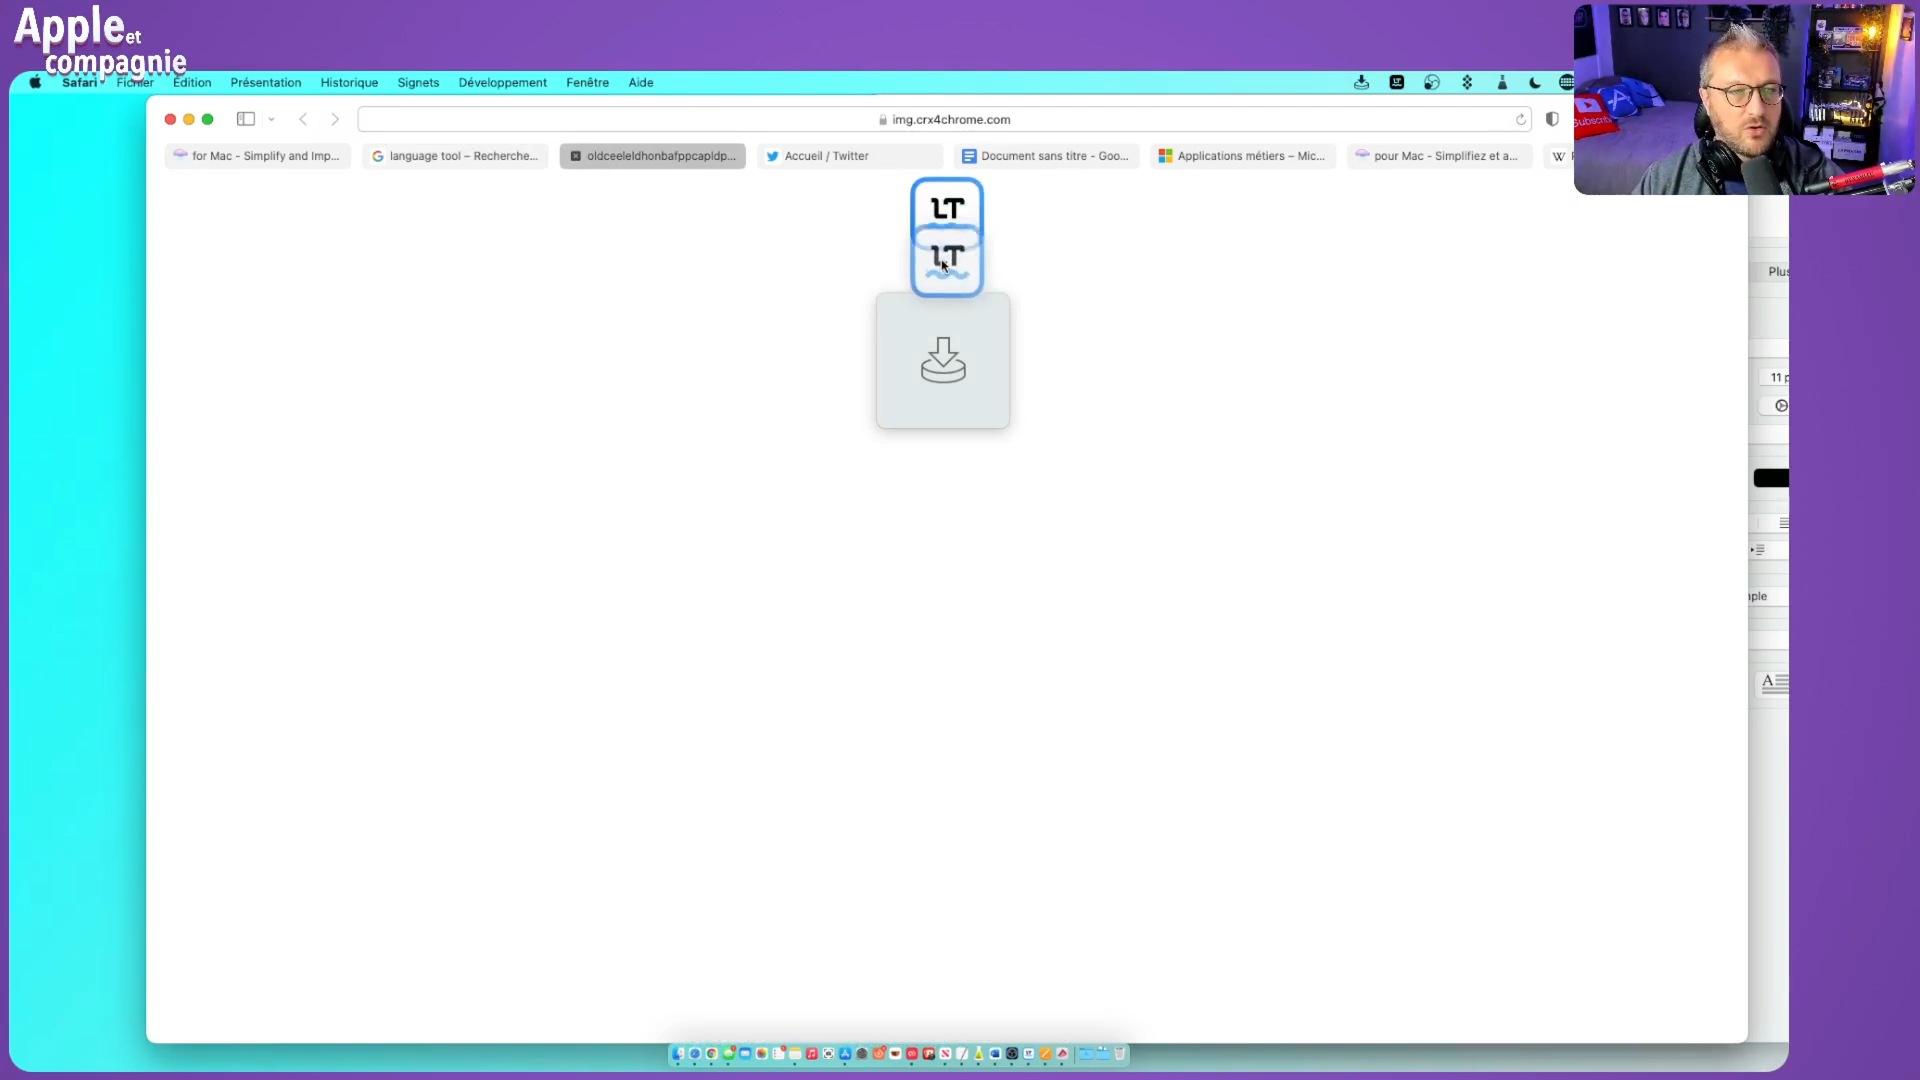 Apple et
compagnie
Safari Fichier Édition Présentation Historique Signets Développement Fenêtre Aide
img.crx4chrome.com
for Mac - Simplify and Imp...
language tool – Recherche...
oldceeleldhonbafppcapldp...
Accueil / Twitter
Document sans titre - Goo...
Applications métiers – Mic...
pour Mac - Simplifiez et a...
W
LT
LT
Plus
11 p
A
Subscribe